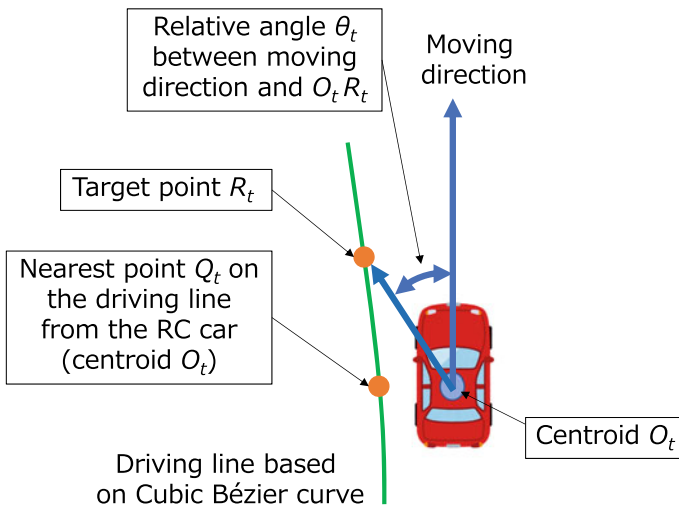 Relative angle θt
between moving
direction and OtRt
Moving
direction
Target point Rt
Nearest point Qt on
the driving line
from the RC car
(centroid Ot)
Centroid Ot
Driving line based
on Cubic Bézier curve